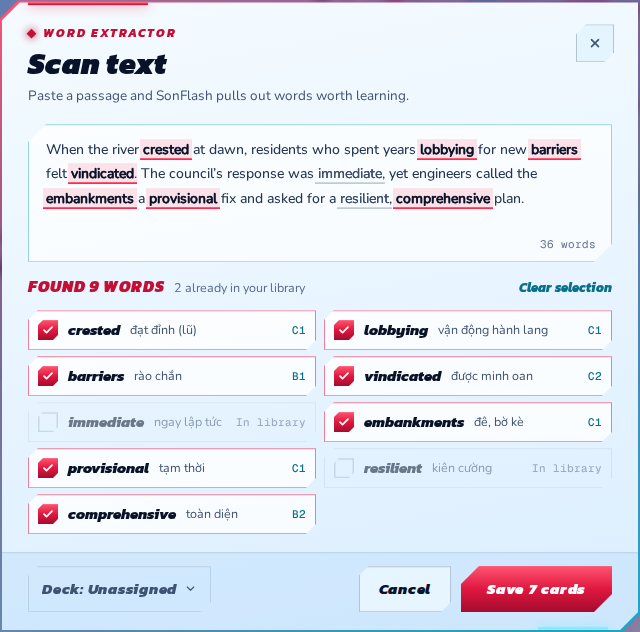 WORD EXTRACTOR
Scan text
Paste a passage and SonFlash pulls out words worth learning.
When the river crested at dawn, residents who spent years lobbying for new barriers
felt vindicated. The council's response was immediate, yet engineers called the
embankments a provisional fix and asked for a resilient, comprehensive plan.
36 words
FOUND 9 WORDS 2 already in your library Clear selection
crested đạt đỉnh (lũ) C1
lobbying vận động hành lang C1
barriers rào chắn B1
vindicated được minh oan C2
immediate ngay lập tức In library
embankments đê, bờ kè C1
provisional tạm thời C1
resilient kiên cường In library
comprehensive toàn diện B2
Deck: Unassigned Cancel Save 7 cards